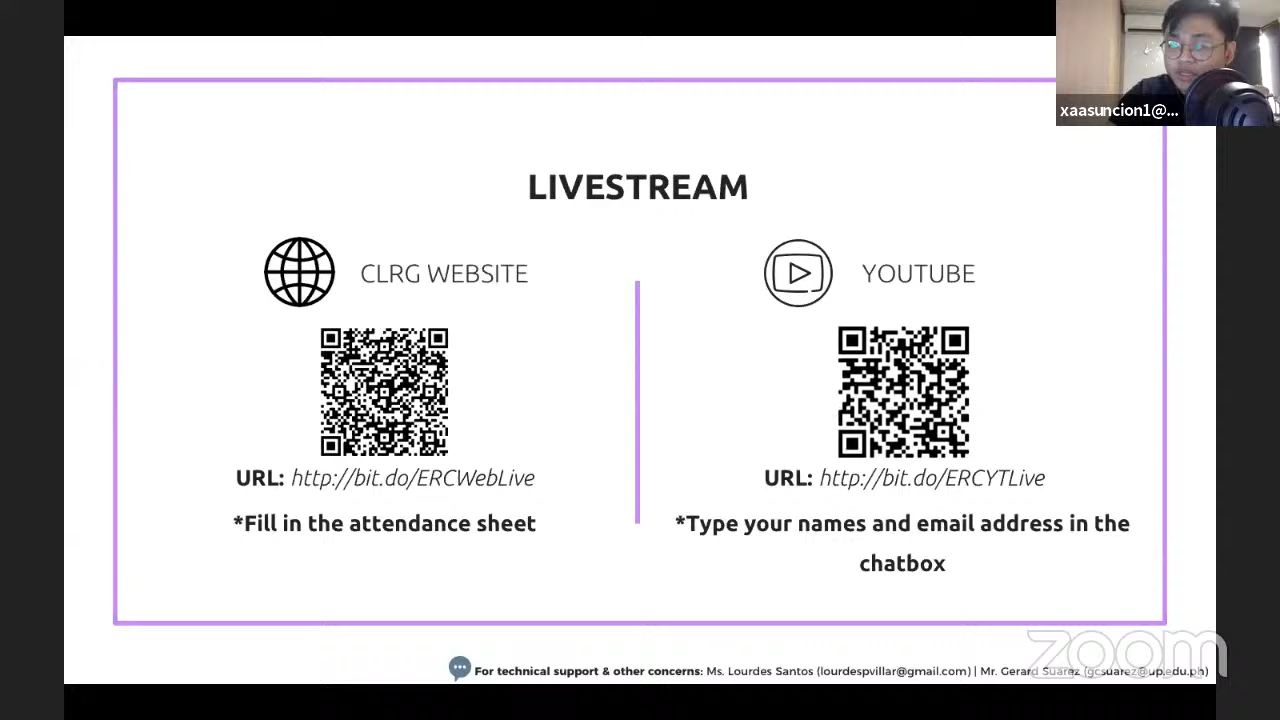 xaasuncion1@...
LIVESTREAM
CLRG WEBSITE
YOUTUBE
URL: http://bit.do/ERCWebLive
*Fill in the attendance sheet
URL: http://bit.do/ERCYTLive
*Type your names and email address in the
chatbox
zoom
For technical support & other concerns: Ms. Lourdes Santos (lourdespvillar@gmail.com) | Mr. Gerard Suarez (gcsuarez@up.edu.ph)